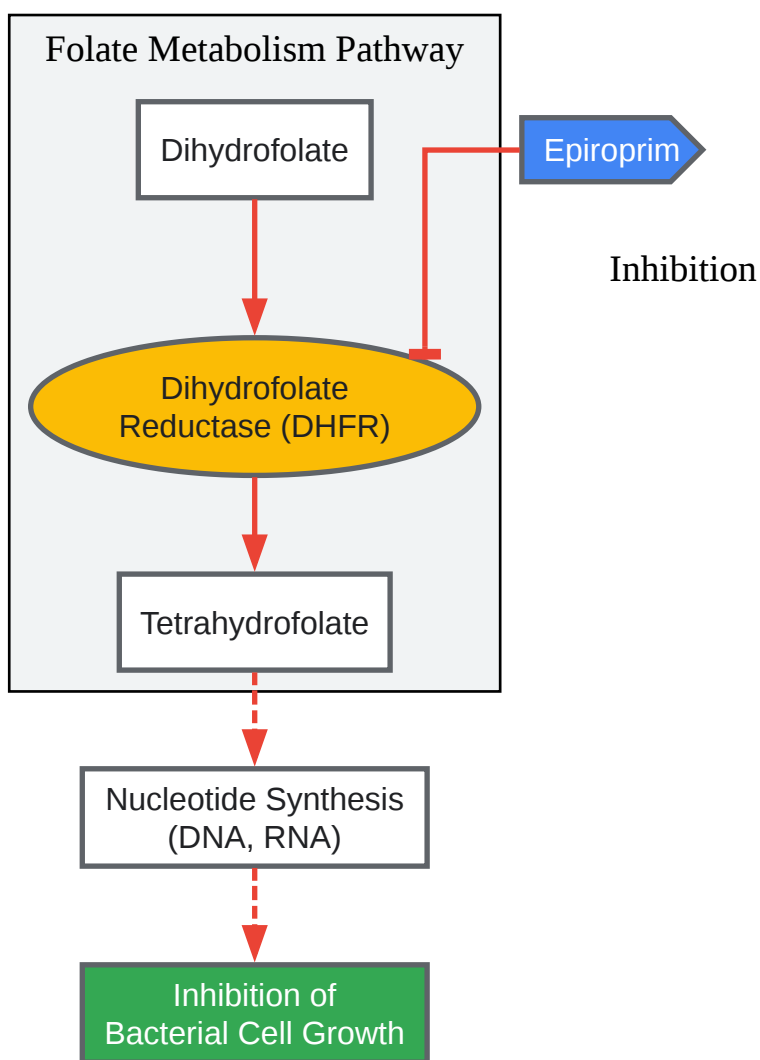 Folate Metabolism Pathway
Dihydrofolate
Epiroprim
Inhibition
Dihydrofolate
Reductase (DHFR)
Tetrahydrofolate
Nucleotide Synthesis
(DNA, RNA)
Inhibition of
Bacterial Cell Growth